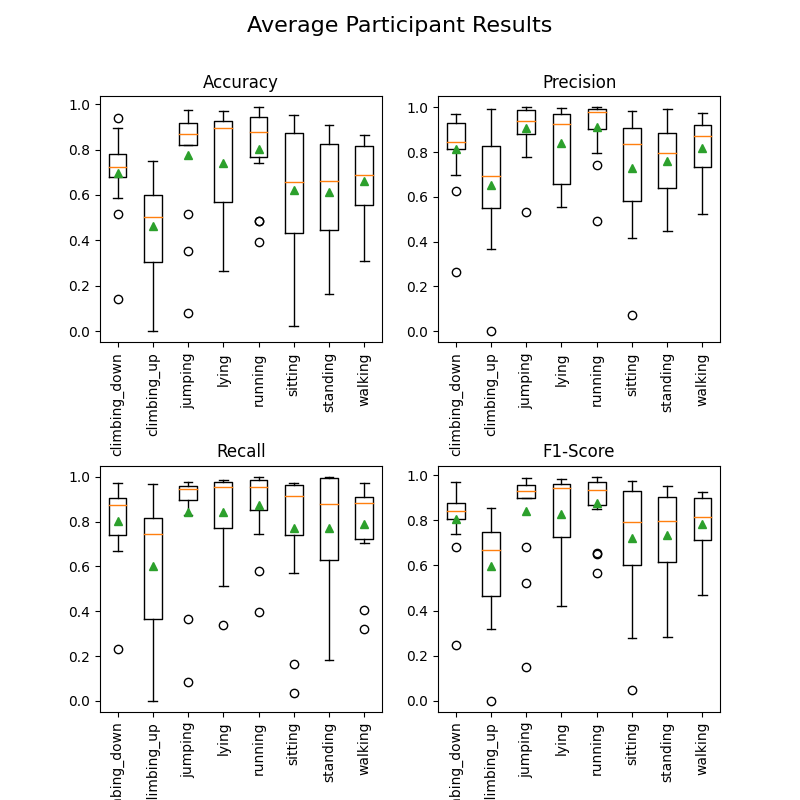 Average Participant Results
Accuracy
1.0
0.8
0.6
0.4
0.2
0.0
climbing_down
climbing_up
jumping
lying
running
sitting
standing
walking
Precision
1.0
0.8
0.6
0.4
0.2
0.0
climbing_down
climbing_up
jumping
lying
running
sitting
standing
walking
Recall
1.0
0.8
0.6
0.4
0.2
0.0
mbing_down
limbing_up
jumping
lying
running
sitting
standing
walking
F1-Score
1.0
0.8
0.6
0.4
0.2
0.0
mbing_down
limbing_up
jumping
lying
running
sitting
standing
walking